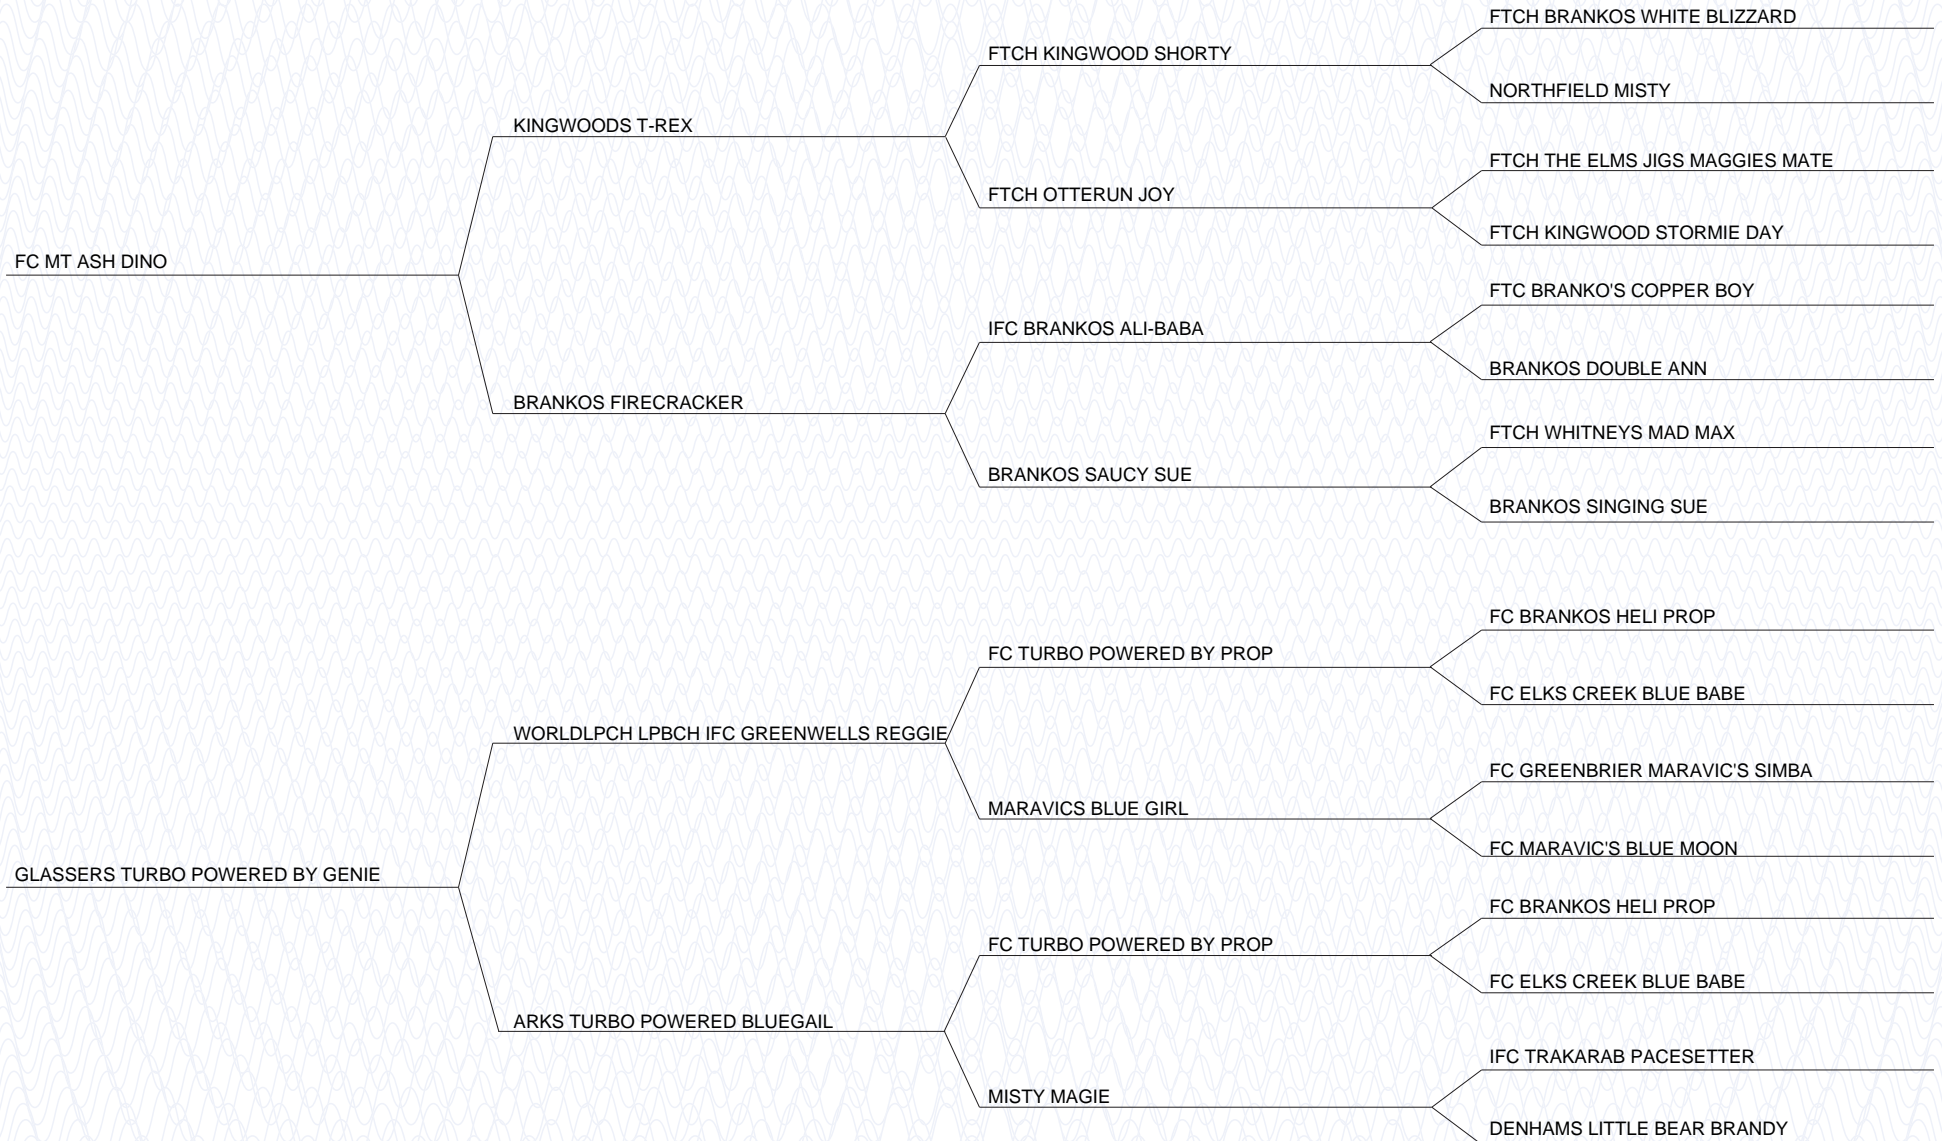 FTCH BRANKOS WHITE BLIZZARD
FTCH KINGWOOD SHORTY
NORTHFIELD MISTY
KINGWOODS T-REX
FTCH THE ELMS JIGS MAGGIES MATE
FTCH OTTERUN JOY
FTCH KINGWOOD STORMIE DAY
FC MT ASH DINO
FTC BRANKO'S COPPER BOY
IFC BRANKOS ALI-BABA
BRANKOS DOUBLE ANN
BRANKOS FIRECRACKER
FTCH WHITNEYS MAD MAX
BRANKOS SAUCY SUE
BRANKOS SINGING SUE
FC BRANKOS HELI PROP
FC TURBO POWERED BY PROP
FC ELKS CREEK BLUE BABE
WORLDLPCH LPBCH IFC GREENWELLS REGGIE
FC GREENBRIER MARAVIC'S SIMBA
MARAVICS BLUE GIRL
FC MARAVIC'S BLUE MOON
GLASSERS TURBO POWERED BY GENIE
FC BRANKOS HELI PROP
FC TURBO POWERED BY PROP
FC ELKS CREEK BLUE BABE
ARKS TURBO POWERED BLUEGAIL
IFC TRAKARAB PACESETTER
MISTY MAGIE
DENHAMS LITTLE BEAR BRANDY